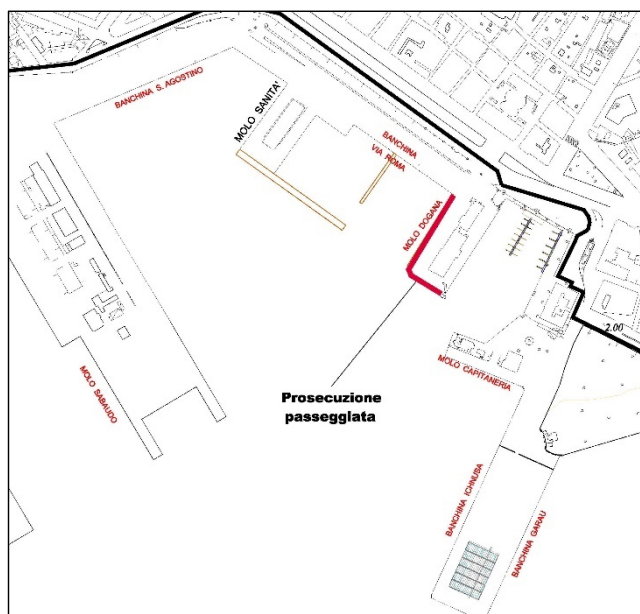 BANCHINA S. AGOSTINO
MOLO SANITA'
BANCHINA
VIA ROMA
MOLO DOGANA
2.00
MOLO CAPITANERIA
MOLO SABAUDO
Prosecuzione
passeggiata
BANCHINA ICHNUSA
BANCHINA GARAU